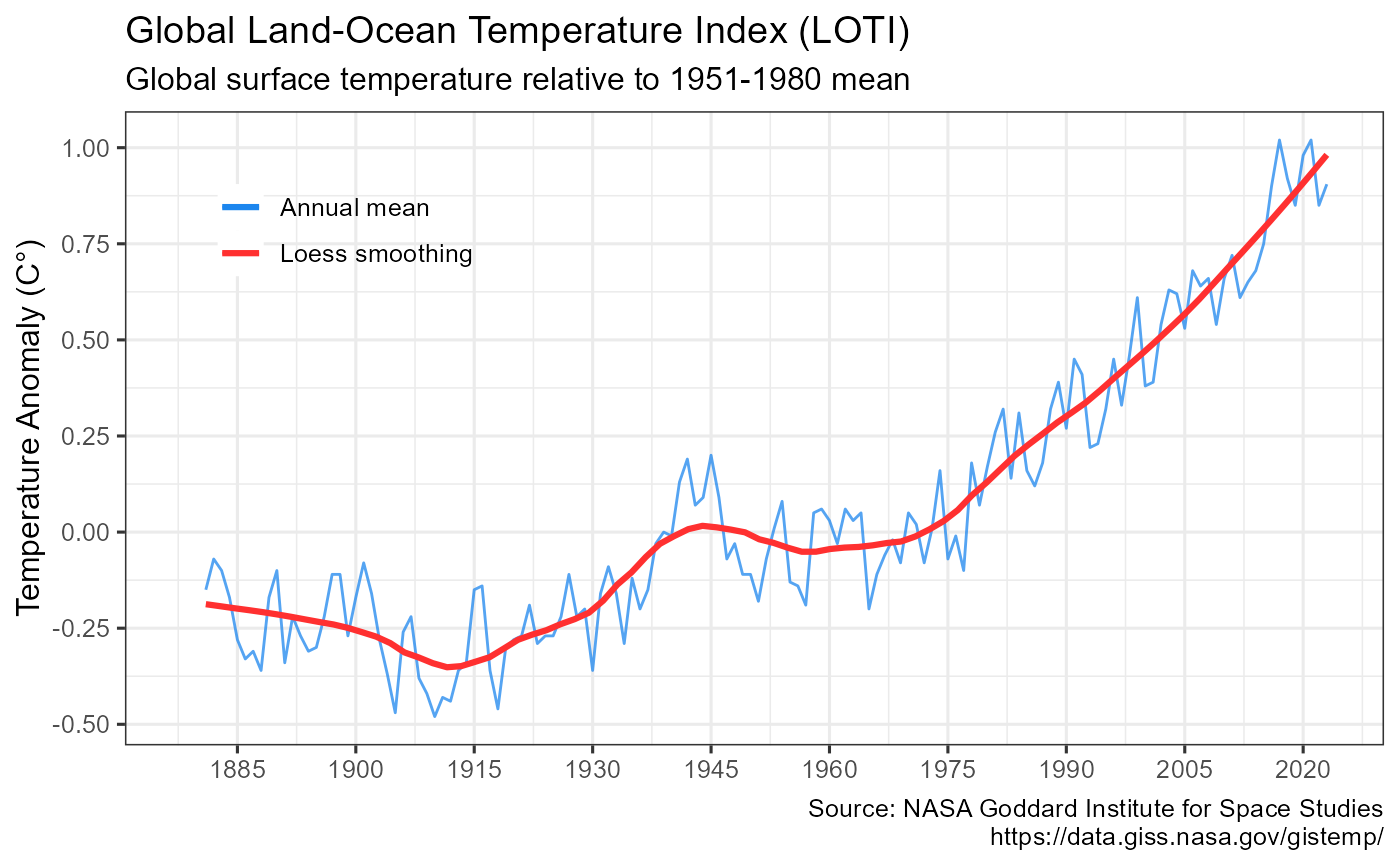 Global Land-Ocean Temperature Index (LOTI)
Global surface temperature relative to 1951-1980 mean
Temperature Anomaly (C°)
1.00
0.75
0.50
0.25
0.00
-0.25
-0.50
Annual mean
Loess smoothing
1885 1900 1915 1930 1945 1960 1975 1990 2005 2020
Source: NASA Goddard Institute for Space Studies
https://data.giss.nasa.gov/gistemp/